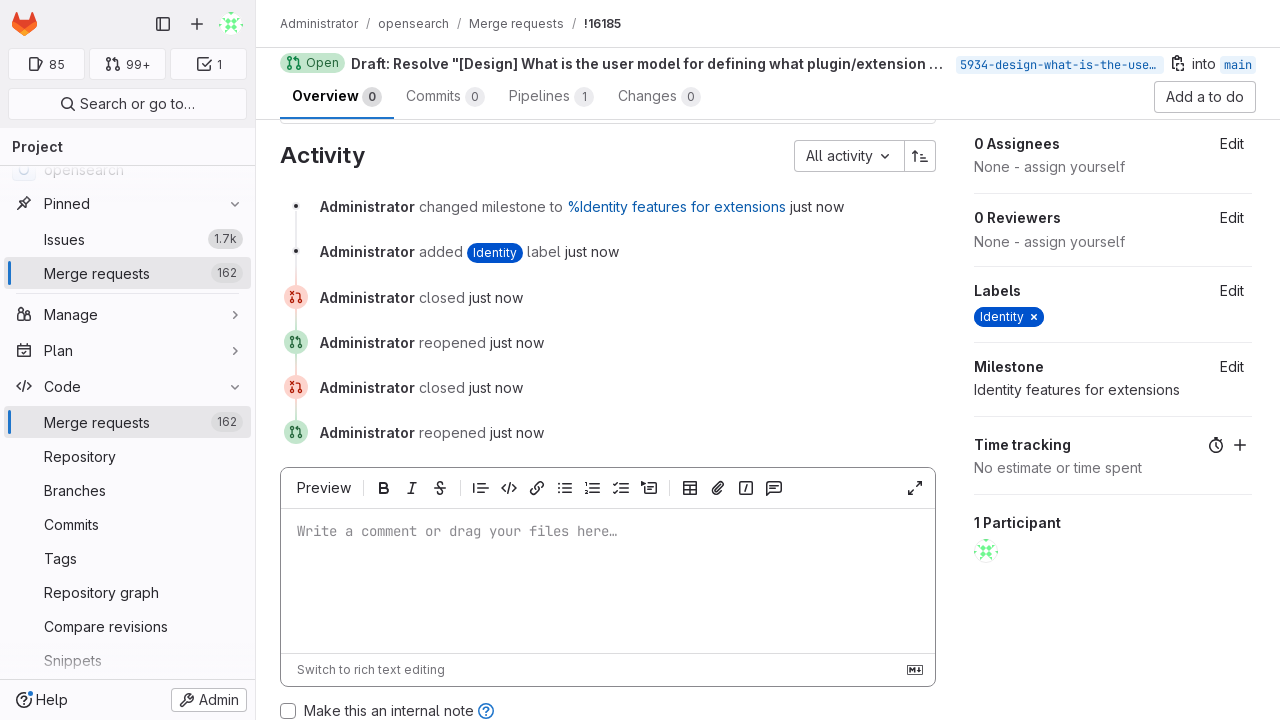 Administrator / opensearch / Merge requests / !16185
85 99+ 1
Search or go to…
Project
opensearch
Pinned
Issues 1.7k
Merge requests 162
Manage
Plan
Code
Merge requests 162
Repository
Branches
Commits
Tags
Repository graph
Compare revisions
Snippets
Help
Admin
Open Draft: Resolve "[Design] What is the user model for defining what plugin/extension … 5934-design-what-is-the-use… into main
Overview 0 Commits 0 Pipelines 1 Changes 0 Add a to do
Activity
All activity
Administrator changed milestone to %Identity features for extensions just now
Administrator added Identity label just now
Administrator closed just now
Administrator reopened just now
Administrator closed just now
Administrator reopened just now
Preview
Write a comment or drag your files here…
Switch to rich text editing
Make this an internal note
0 Assignees Edit
None - assign yourself
0 Reviewers Edit
None - assign yourself
Labels Edit
Identity ×
Milestone Edit
Identity features for extensions
Time tracking
No estimate or time spent
1 Participant